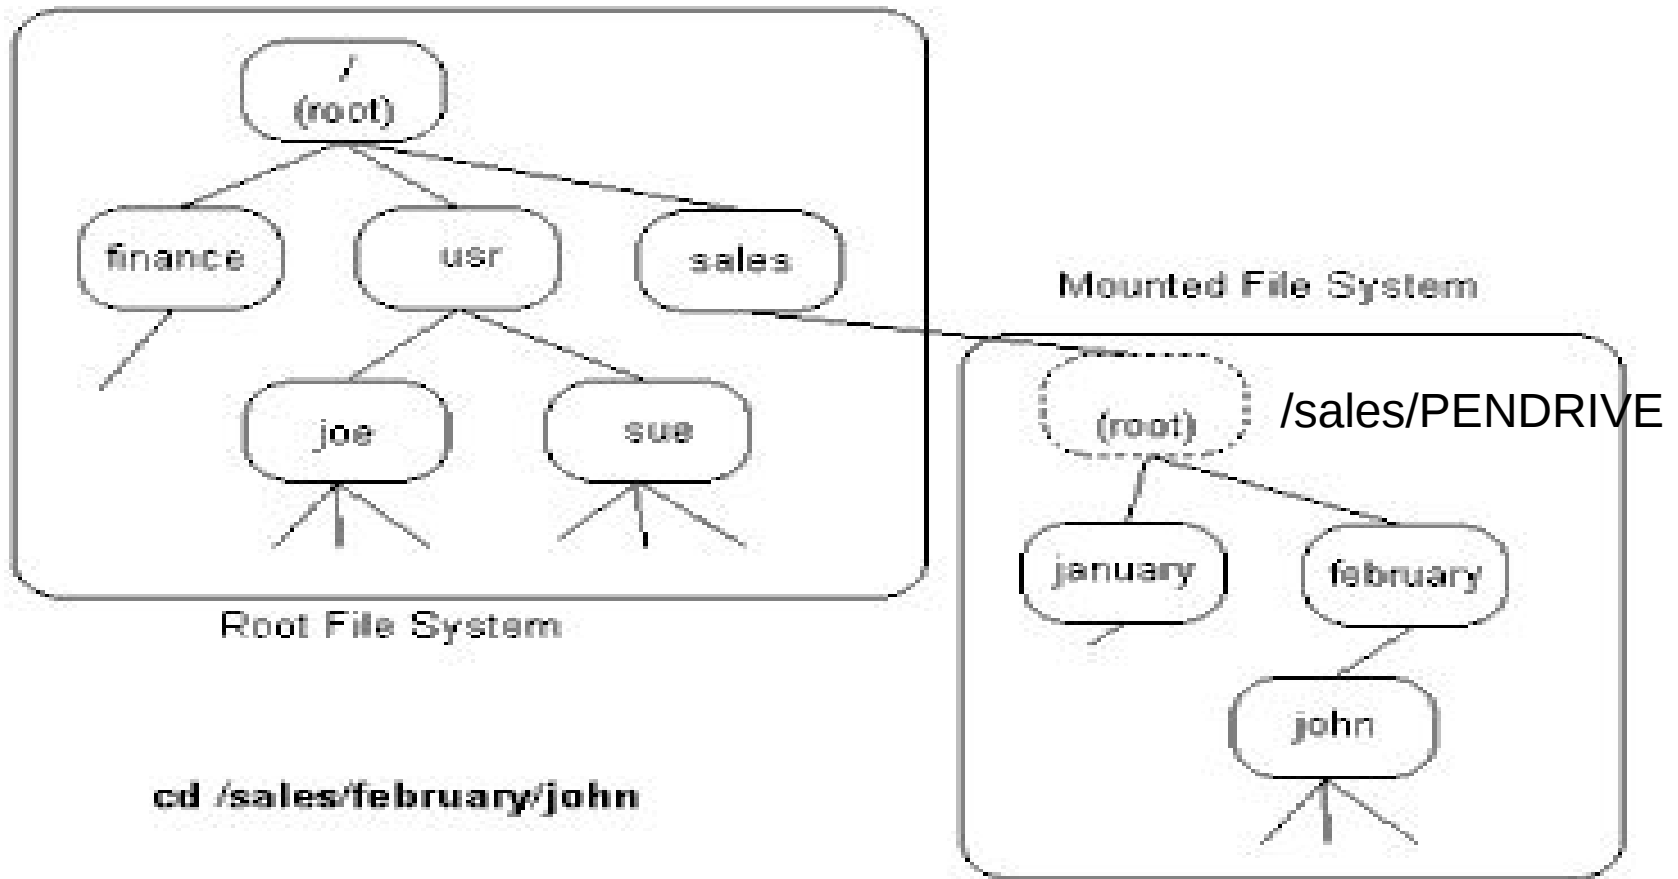 /
(root)
finance
usr
sales
Mounted File System
(root)
/sales/PENDRIVE
joe
sue
january
february
Root File System
john
cd /sales/february/john